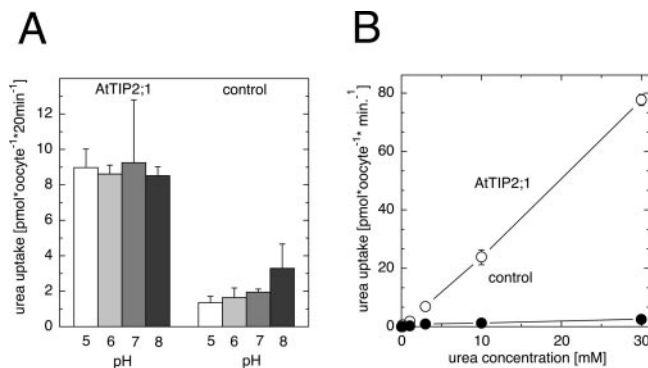 A
AtTIP2;1 control
urea uptake [pmol*oocyte⁻¹*20min⁻¹]
12
10
8
6
4
2
0
5 6 7 8 5 6 7 8
pH pH
B
urea uptake [pmol*oocyte⁻¹* min.⁻¹]
80
60
40
20
0
AtTIP2;1
control
0 10 20 30
urea concentration [mM]